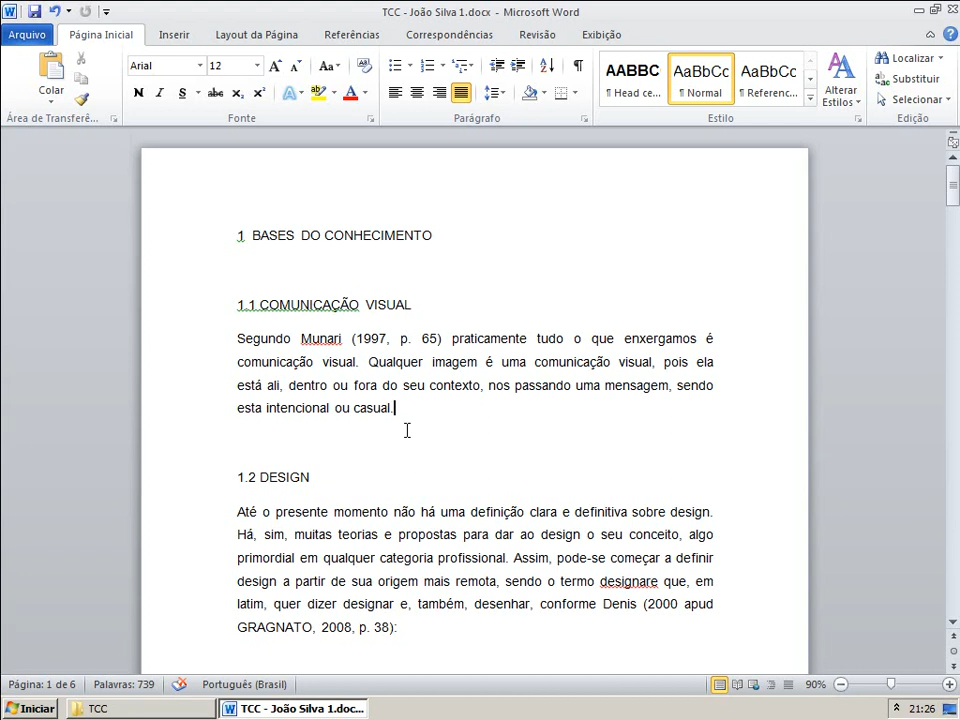 TCC - João Silva 1.docx - Microsoft Word
Arquivo Página Inicial Inserir Layout da Página Referências Correspondências Revisão Exibição
Colar
Área de Transferê...
Arial 12
Aa
N I S abc x₂ x²
A ab A
Fonte
Parágrafo
AABBC AaBbCc AaBbCc
¶ Head ce... ¶ Normal ¶ Referenc...
Alterar
Estilos
Estilo
Localizar
Substituir
Selecionar
Edição
1 BASES DO CONHECIMENTO
1.1 COMUNICAÇÃO VISUAL
Segundo Munari (1997, p. 65) praticamente tudo o que enxergamos é
comunicação visual. Qualquer imagem é uma comunicação visual, pois ela
está ali, dentro ou fora do seu contexto, nos passando uma mensagem, sendo
esta intencional ou casual.
1.2 DESIGN
Até o presente momento não há uma definição clara e definitiva sobre design.
Há, sim, muitas teorias e propostas para dar ao design o seu conceito, algo
primordial em qualquer categoria profissional. Assim, pode-se começar a definir
design a partir de sua origem mais remota, sendo o termo designare que, em
latim, quer dizer designar e, também, desenhar, conforme Denis (2000 apud
GRAGNATO, 2008, p. 38):
Página: 1 de 6 Palavras: 739 Português (Brasil) 90%
Iniciar TCC TCC - João Silva 1.doc... 21:26